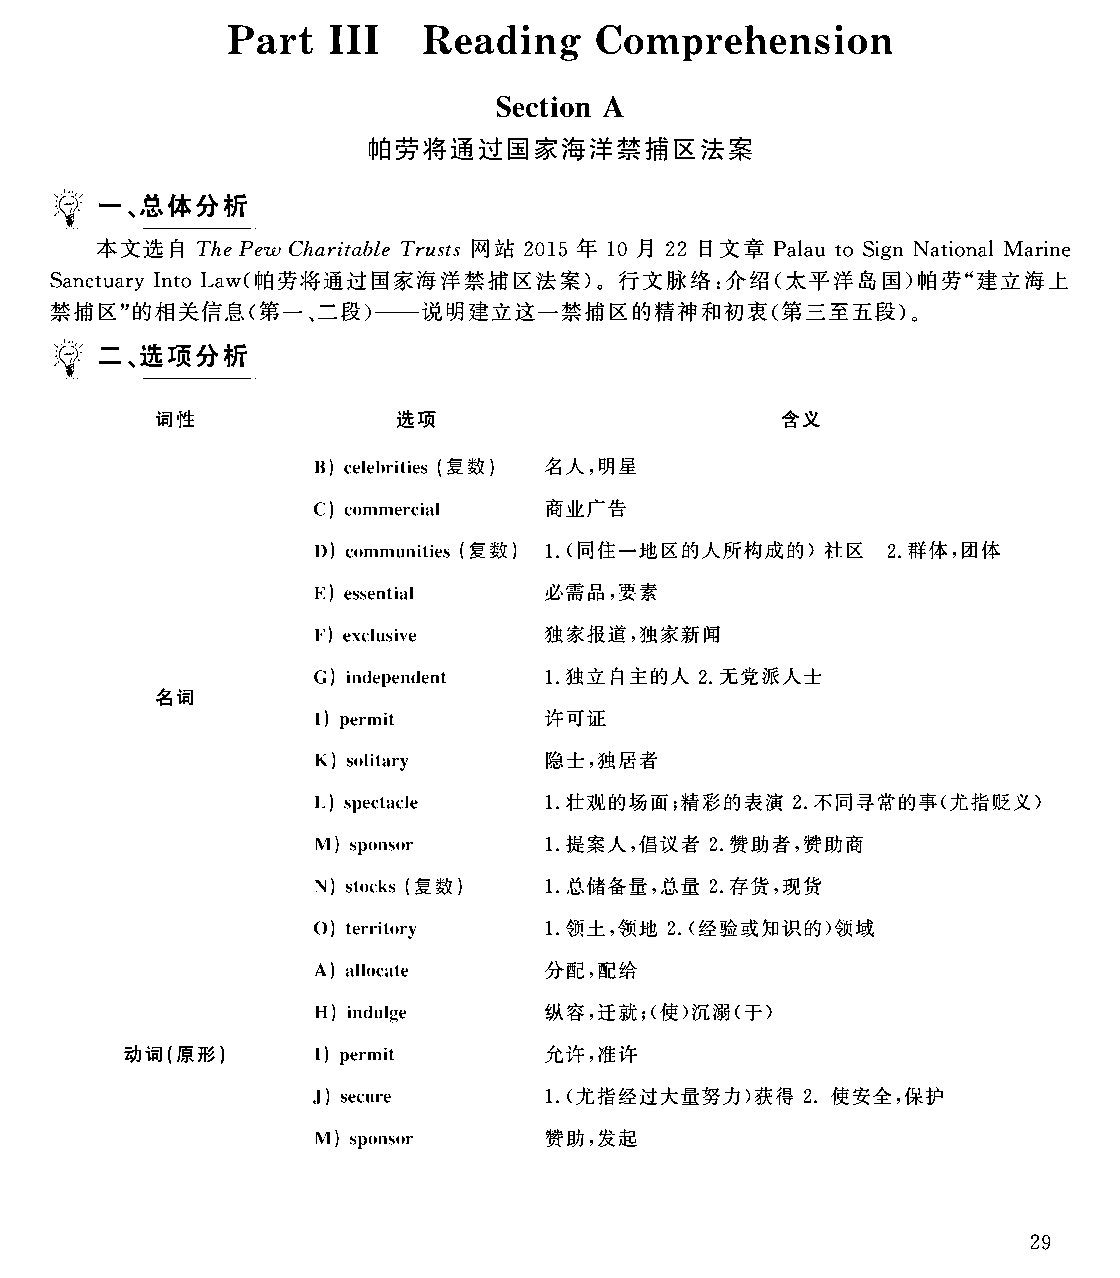 Part III Reading Comprehension
Section A
帕劳将通过国家海洋禁捕区法案
一、总体分析
本文选自 The Pew Charitable Trusts 网站 2015 年 10 月 22 日文章 Palau to Sign National Marine
Sanctuary Into Law(帕劳将通过国家海洋禁捕区法案)。行文脉络:介绍(太平洋岛国)帕劳“建立海上
禁捕区”的相关信息(第一、二段)——说明建立这一禁捕区的精神和初衷(第三至五段)。
二、选项分析
词性 选项 含义
B) celebrities (复数) 名人,明星
C) commercial 商业广告
D) communities (复数) 1.(同住一地区的人所构成的) 社区 2.群体,团体
E) essential 必需品,要素
F) exclusive 独家报道,独家新闻
G) independent 1.独立自主的人 2.无党派人士
名词
I) permit 许可证
K) solitary 隐士,独居者
L) spectacle 1.壮观的场面;精彩的表演 2.不同寻常的事(尤指贬义)
M) sponsor 1.提案人,倡议者 2.赞助者,赞助商
N) stocks (复数) 1.总储备量,总量 2.存货,现货
O) territory 1.领土,领地 2.(经验或知识的)领域
A) allocate 分配,配给
H) indulge 纵容,迁就;(使)沉溺(于)
动词(原形) I) permit 允许,准许
J) secure 1.(尤指经过大量努力)获得 2. 使安全,保护
M) sponsor 赞助,发起
29